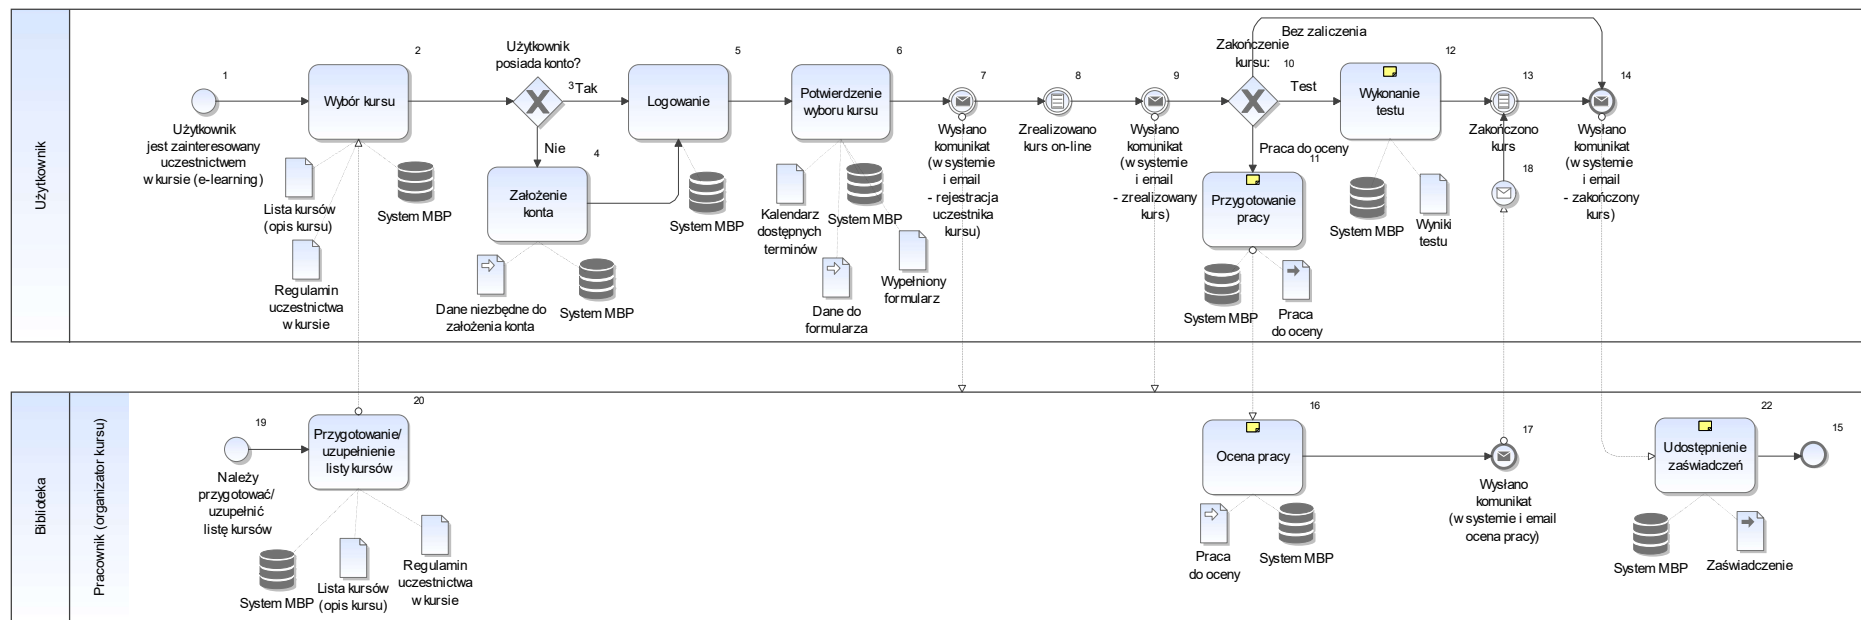 Użytkownik
1
Użytkownik
jest zainteresowany
uczestnictwem
w kursie (e-learning)
2
Wybór kursu
Lista kursów
(opis kursu)
System MBP
Regulamin
uczestnictwa
w kursie
Użytkownik
posiada konto?
3
Tak
Nie
4
Założenie
konta
Dane niezbędne do
założenia konta
System MBP
5
Logowanie
System MBP
6
Potwierdzenie
wyboru kursu
Kalendarz
dostępnych
terminów
System MBP
Dane do
formularza
Wypełniony
formularz
7
Wysłano
komunikat
(w systemie
i email
- rejestracja
uczestnika
kursu)
8
Zrealizowano
kurs on-line
9
Wysłano
komunikat
(w systemie
i email
- zrealizowany
kurs)
Zakończenie
kursu:
10
Bez zaliczenia
Test
Praca do oceny
11
Przygotowanie
pracy
System MBP
Praca
do oceny
12
Wykonanie
testu
System MBP
Wyniki
testu
13
Zakończono
kurs
18
14
Wysłano
komunikat
(w systemie
i email
- zakończony
kurs)
Biblioteka
Pracownik (organizator kursu)
19
Należy
przygotować/
uzupełnić
listę kursów
20
Przygotowanie/
uzupełnienie
listy kursów
System MBP
Lista kursów
(opis kursu)
Regulamin
uczestnictwa
w kursie
16
Ocena pracy
Praca
do oceny
System MBP
17
Wysłano
komunikat
(w systemie i email
ocena pracy)
22
Udostępnienie
zaświadczeń
System MBP
Zaświadczenie
15